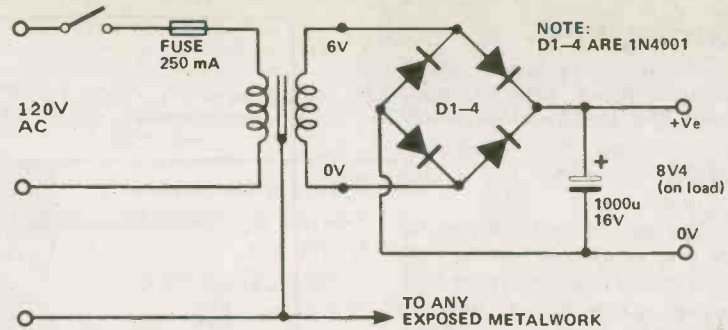 FUSE
250 mA
120V
AC
6V
0V
D1–4
NOTE:
D1–4 ARE 1N4001
+Ve
+
1000u
16V
8V4
(on load)
0V
TO ANY
EXPOSED METALWORK